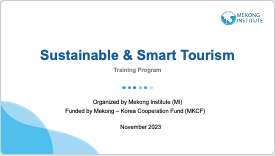 MEKONG
INSTITUTE
Sustainable & Smart Tourism
Training Program
Organized by Mekong Institute (MI)
Funded by Mekong – Korea Cooperation Fund (MKCF)
November 2023